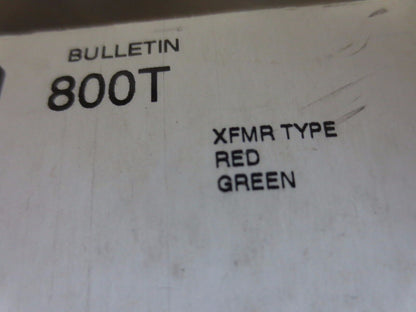 BULLETIN
800T
XFMR TYPE
RED
GREEN